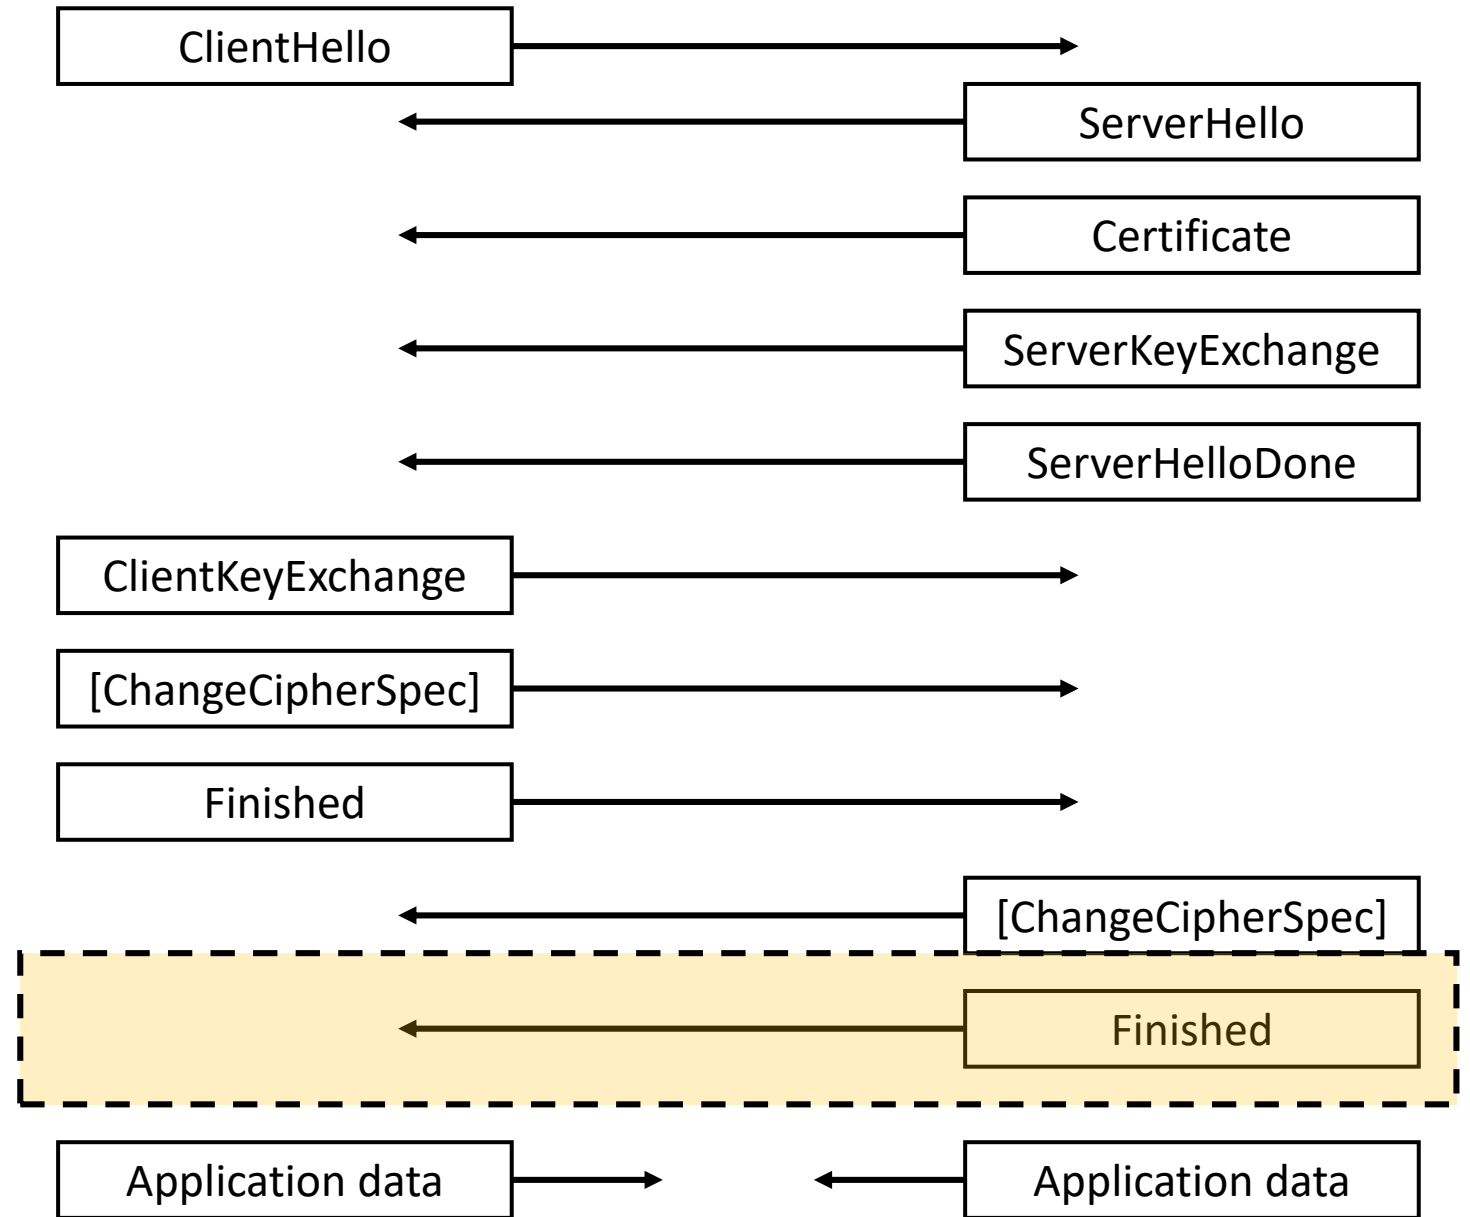 ClientHello
ServerHello
Certificate
ServerKeyExchange
ServerHelloDone
ClientKeyExchange
[ChangeCipherSpec]
Finished
[ChangeCipherSpec]
Finished
Application data
Application data